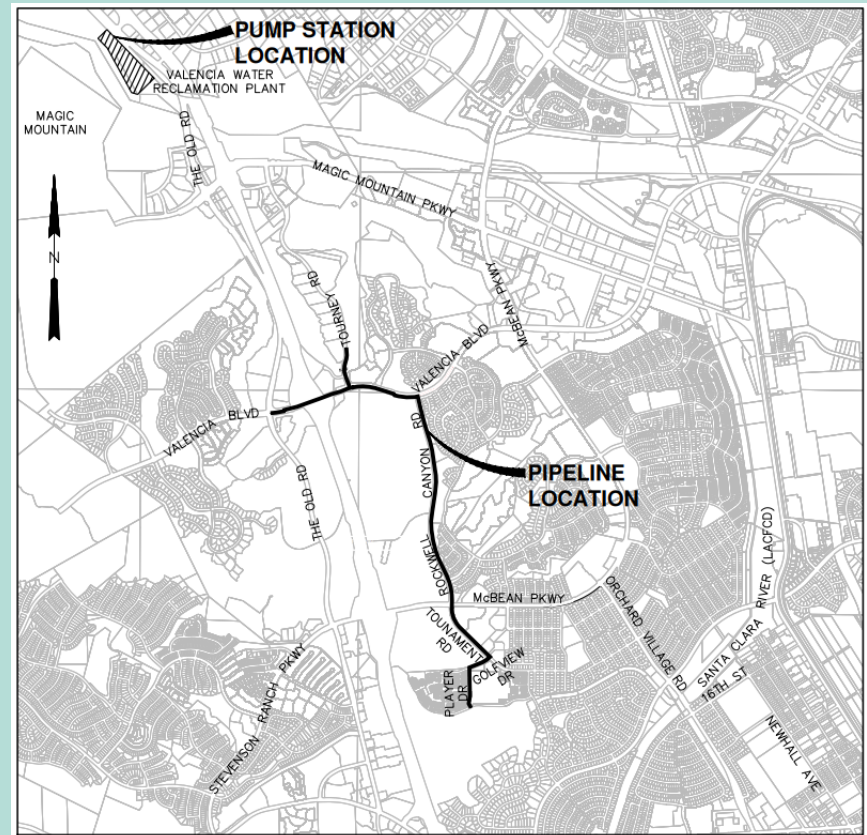 PUMP STATION
LOCATION
VALENCIA WATER
RECLAMATION PLANT
MAGIC
MOUNTAIN
THE OLD RD
MAGIC MOUNTAIN PKWY
N
TOURNEY RD
McBEAN PKWY
VALENCIA BLVD
VALENCIA BLVD
THE OLD RD
ROCKWELL CANYON RD
PIPELINE
LOCATION
McBEAN PKWY
ORCHARD VILLAGE RD
SANTA CLARA RIVER (LACFCD)
16TH ST
NEWHALL AVE
TOUNAMENT
RD
GOLFVIEW
DR
PLAYER
DR
STEVENSON RANCH PKWY